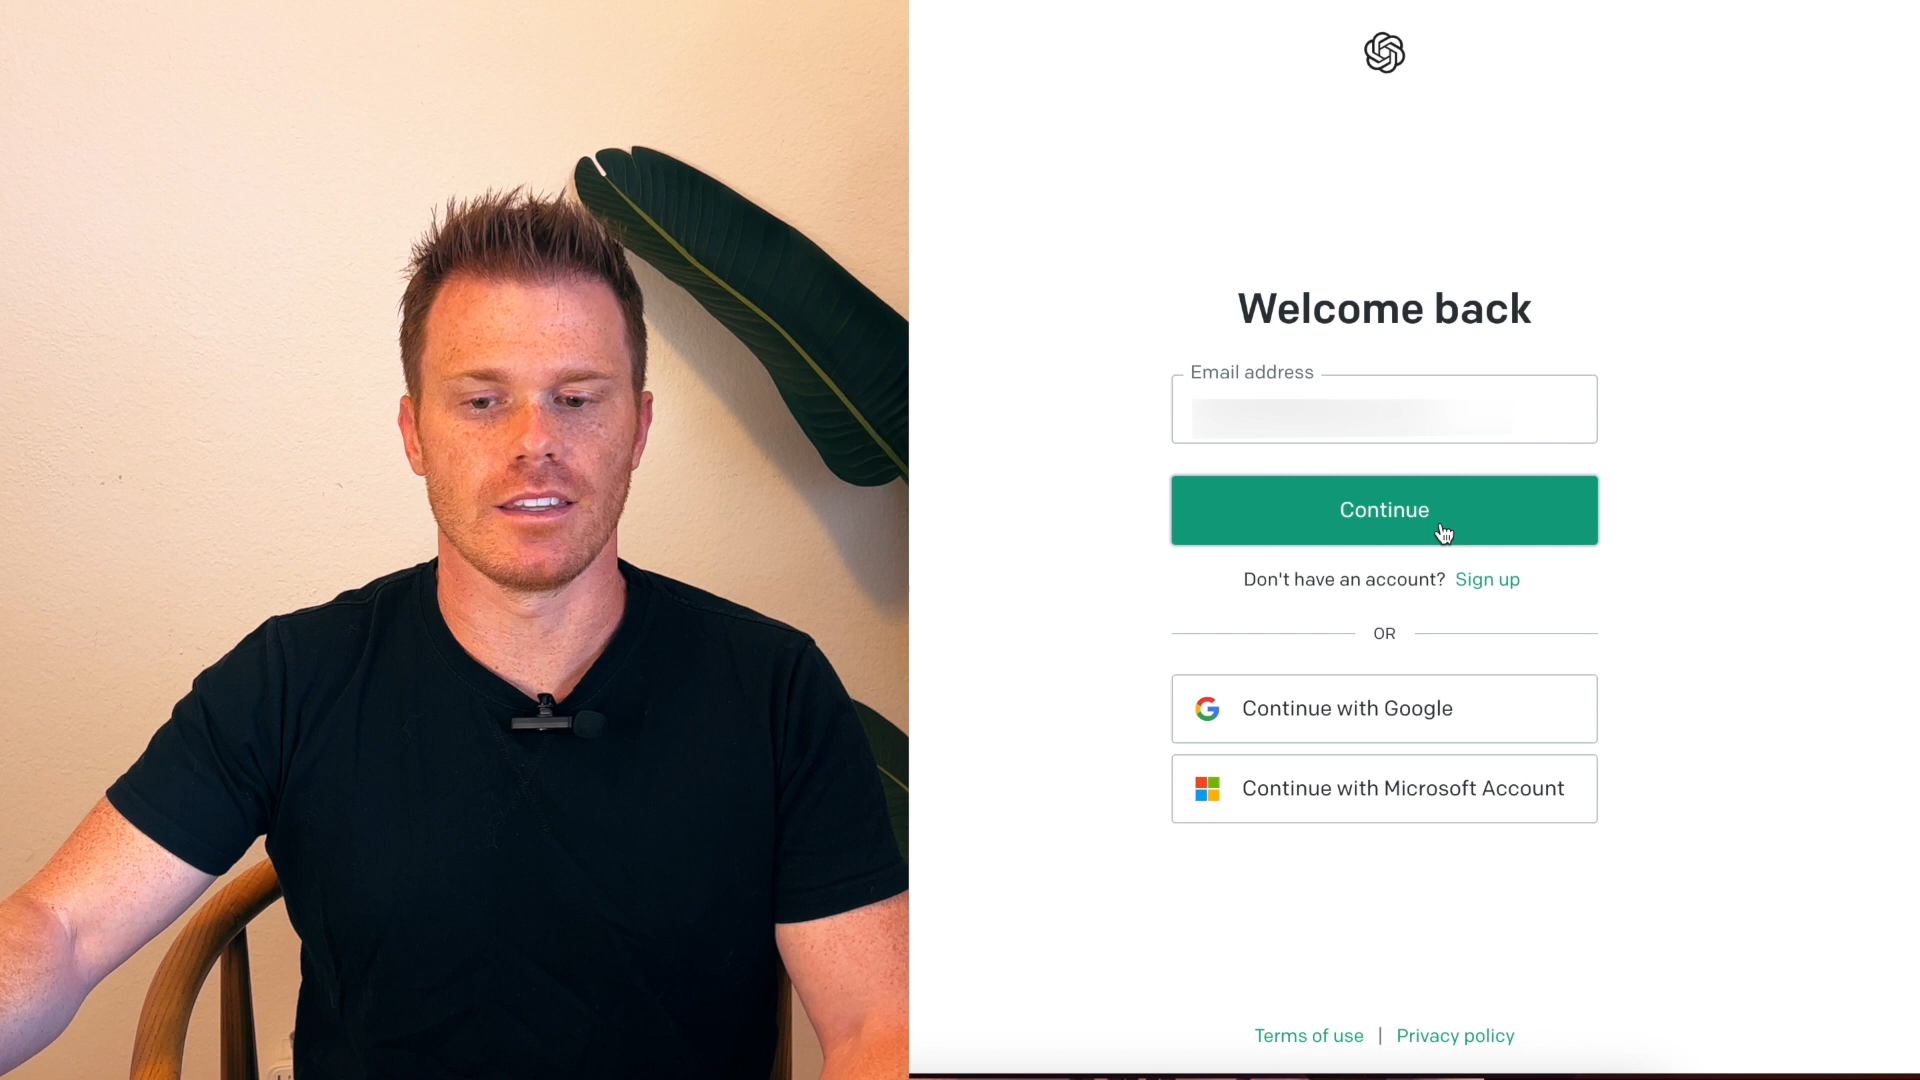 Welcome back
Email address
Continue
Don't have an account? Sign up
OR
Continue with Google
Continue with Microsoft Account
Terms of use | Privacy policy